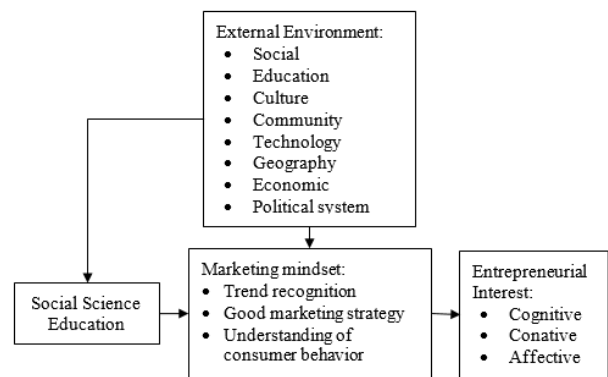 External Environment:
• Social
• Education
• Culture
• Community
• Technology
• Geography
• Economic
• Political system
Social Science
Education
Marketing mindset:
• Trend recognition
• Good marketing strategy
• Understanding of
consumer behavior
Entrepreneurial
Interest:
• Cognitive
• Conative
• Affective